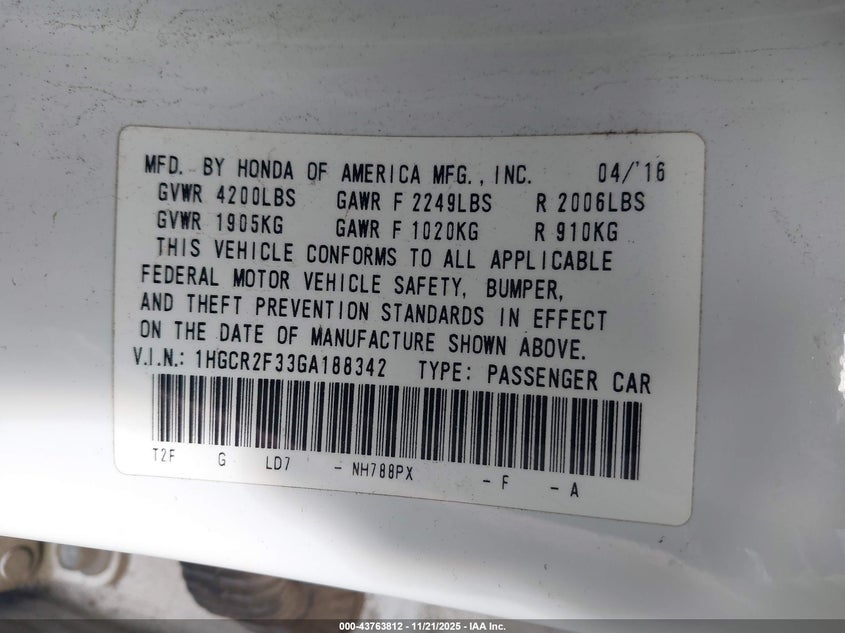 MFD. BY HONDA OF AMERICA MFG., INC. 04/'16
GVWR 4200LBS GAWR F 2249LBS R 2006LBS
GVWR 1905KG GAWR F 1020KG R 910KG
THIS VEHICLE CONFORMS TO ALL APPLICABLE
FEDERAL MOTOR VEHICLE SAFETY, BUMPER,
AND THEFT PREVENTION STANDARDS IN EFFECT
ON THE DATE OF MANUFACTURE SHOWN ABOVE.
V.I.N.: 1HGCR2F33GA188342 TYPE: PASSENGER CAR
T2F G LD7 - NH788PX - F - A
000-43763812 - 11/21/2025 - IAA Inc.